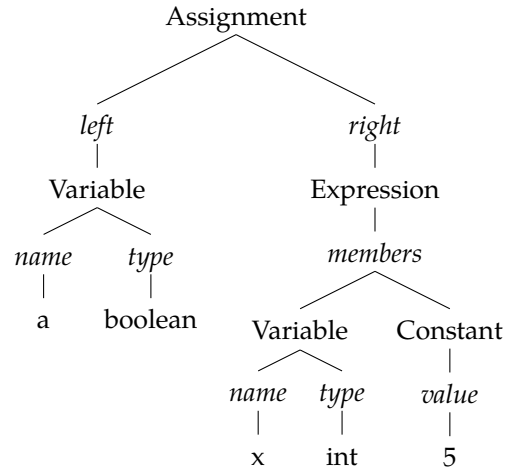 Assignment
left right
Variable Expression
name type members
a boolean Variable Constant
name type value
x int 5